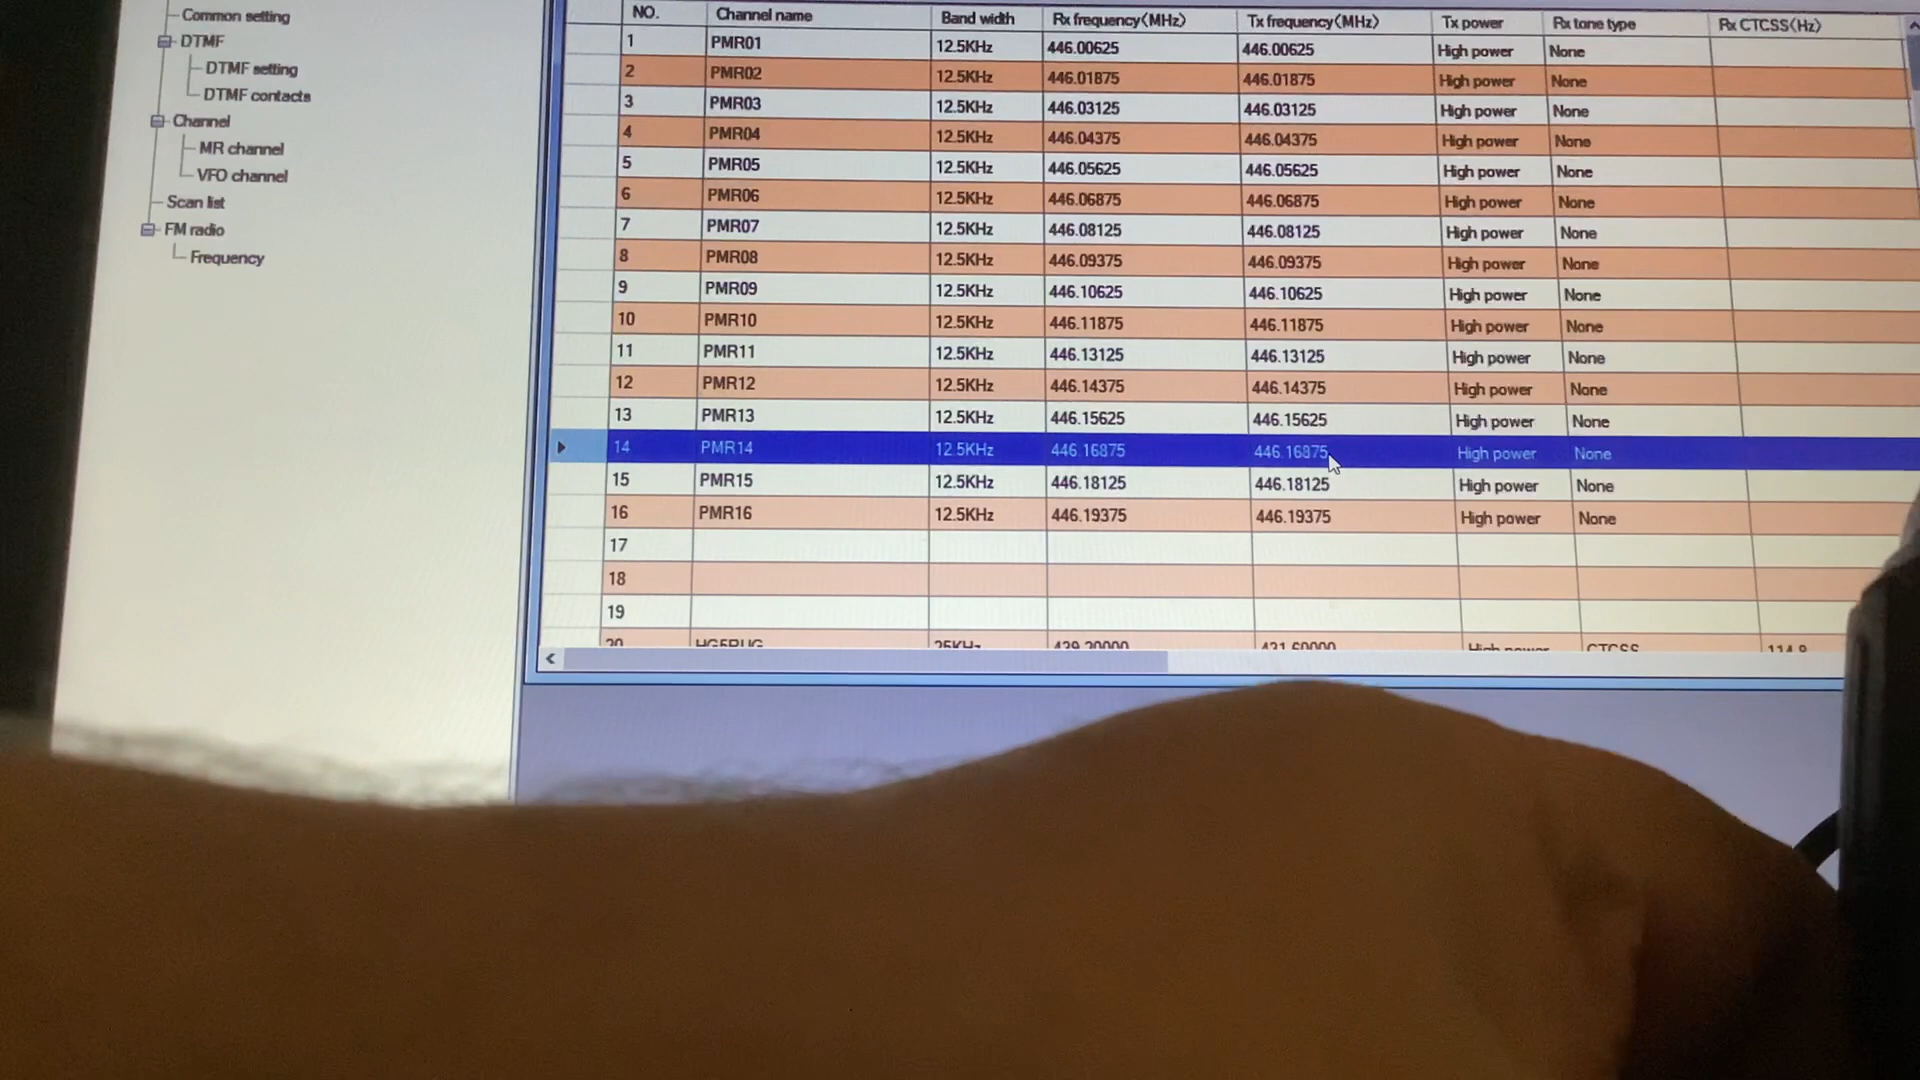 Common setting
DTMF
DTMF setting
DTMF contacts
Channel
MR channel
VFO channel
Scan list
FM radio
Frequency
NO. Channel name Band width Rx frequency(MHz) Tx frequency(MHz) Tx power Rx tone type Rx CTCSS(Hz)
1 PMR01 12.5KHz 446.00625 446.00625 High power None
2 PMR02 12.5KHz 446.01875 446.01875 High power None
3 PMR03 12.5KHz 446.03125 446.03125 High power None
4 PMR04 12.5KHz 446.04375 446.04375 High power None
5 PMR05 12.5KHz 446.05625 446.05625 High power None
6 PMR06 12.5KHz 446.06875 446.06875 High power None
7 PMR07 12.5KHz 446.08125 446.08125 High power None
8 PMR08 12.5KHz 446.09375 446.09375 High power None
9 PMR09 12.5KHz 446.10625 446.10625 High power None
10 PMR10 12.5KHz 446.11875 446.11875 High power None
11 PMR11 12.5KHz 446.13125 446.13125 High power None
12 PMR12 12.5KHz 446.14375 446.14375 High power None
13 PMR13 12.5KHz 446.15625 446.15625 High power None
14 PMR14 12.5KHz 446.16875 446.16875 High power None
15 PMR15 12.5KHz 446.18125 446.18125 High power None
16 PMR16 12.5KHz 446.19375 446.19375 High power None
17
18
19
20 25KHz 431.60000 High power CTCSS